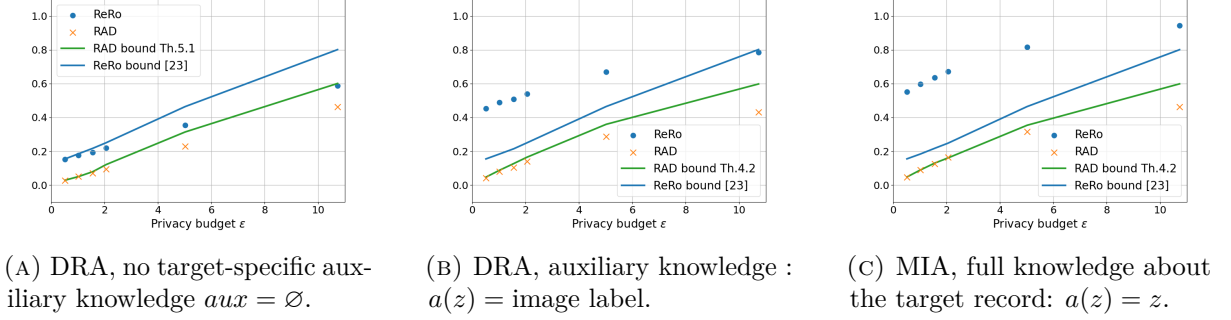 1.0
0.8
0.6
0.4
0.2
0.0
ReRo
RAD
RAD bound Th.5.1
ReRo bound [23]
0 2 4 6 8 10
Privacy budget ε
(A) DRA, no target-specific aux-
iliary knowledge aux = ∅.
1.0
0.8
0.6
0.4
0.2
0.0
ReRo
RAD
RAD bound Th.4.2
ReRo bound [23]
0 2 4 6 8 10
Privacy budget ε
(B) DRA, auxiliary knowledge :
a(z) = image label.
1.0
0.8
0.6
0.4
0.2
0.0
ReRo
RAD
RAD bound Th.4.2
ReRo bound [23]
0 2 4 6 8 10
Privacy budget ε
(C) MIA, full knowledge about
the target record: a(z) = z.